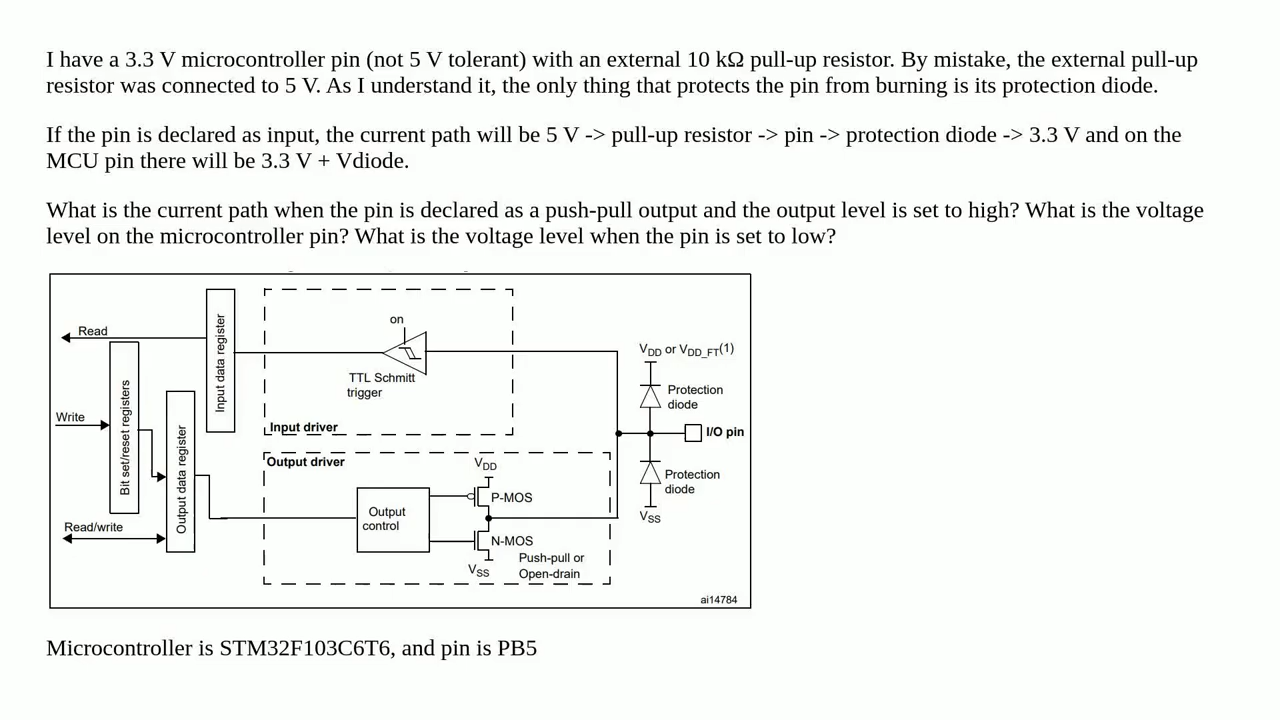 I have a 3.3 V microcontroller pin (not 5 V tolerant) with an external 10 kΩ pull-up resistor. By mistake, the external pull-up
resistor was connected to 5 V. As I understand it, the only thing that protects the pin from burning is its protection diode.
If the pin is declared as input, the current path will be 5 V -> pull-up resistor -> pin -> protection diode -> 3.3 V and on the
MCU pin there will be 3.3 V + Vdiode.
What is the current path when the pin is declared as a push-pull output and the output level is set to high? What is the voltage
level on the microcontroller pin? What is the voltage level when the pin is set to low?
Read
Bit set/reset registers
Write
Read/write
Output data register
Input data register
on
TTL Schmitt
trigger
Input driver
Output driver
Output
control
VDD
P-MOS
N-MOS
VSS
Push-pull or
Open-drain
VDD or VDD_FT(1)
Protection
diode
I/O pin
Protection
diode
VSS
ai14784
Microcontroller is STM32F103C6T6, and pin is PB5